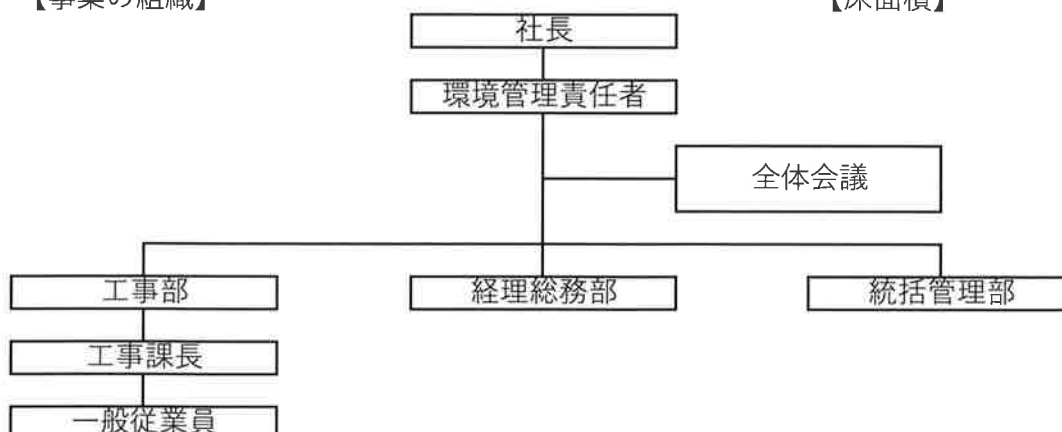 【事業の組織】 【床面積】
社長
環境管理責任者
全体会議
工事部 経理総務部 統括管理部
工事課長
一般従業員